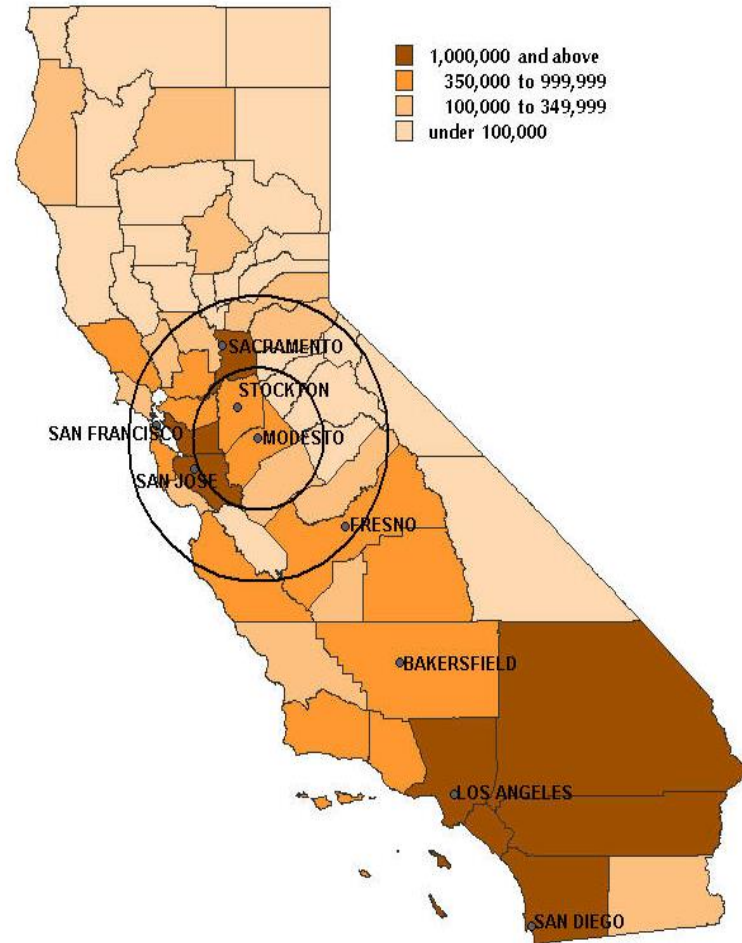 1,000,000 and above
350,000 to 999,999
100,000 to 349,999
under 100,000
SACRAMENTO
STOCKTON
SAN FRANCISCO
MODESTO
SAN JOSE
FRESNO
BAKERSFIELD
LOS ANGELES
SAN DIEGO